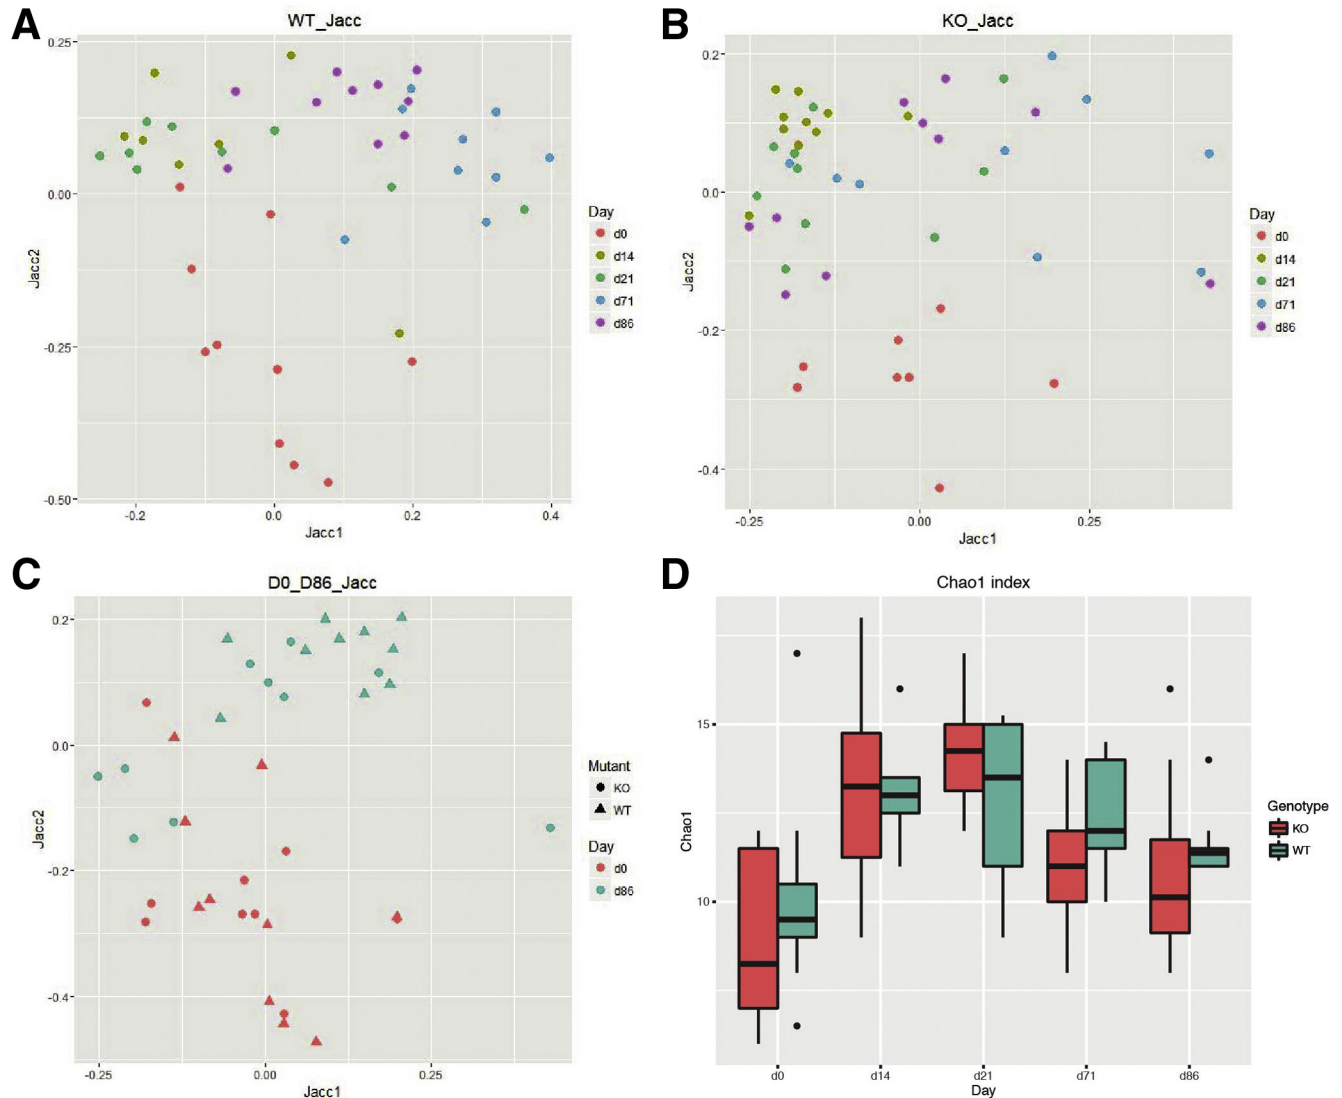 A
WT_Jacc
0.25
0.00
-0.25
-0.50
Jacc2
-0.2
0.0
0.2
0.4
Jacc1
Day
d0
d14
d21
d71
d86
B
KO_Jacc
0.2
0.0
-0.2
-0.4
Jacc2
-0.25
0.00
0.25
Jacc1
Day
d0
d14
d21
d71
d86
C
D0_D86_Jacc
0.2
0.0
-0.2
-0.4
Jacc2
-0.25
0.00
0.25
Jacc1
Mutant
KO
WT
Day
d0
d86
D
Chao1 index
15
10
Chao1
d0
d14
d21
d71
d86
Day
Genotype
KO
WT